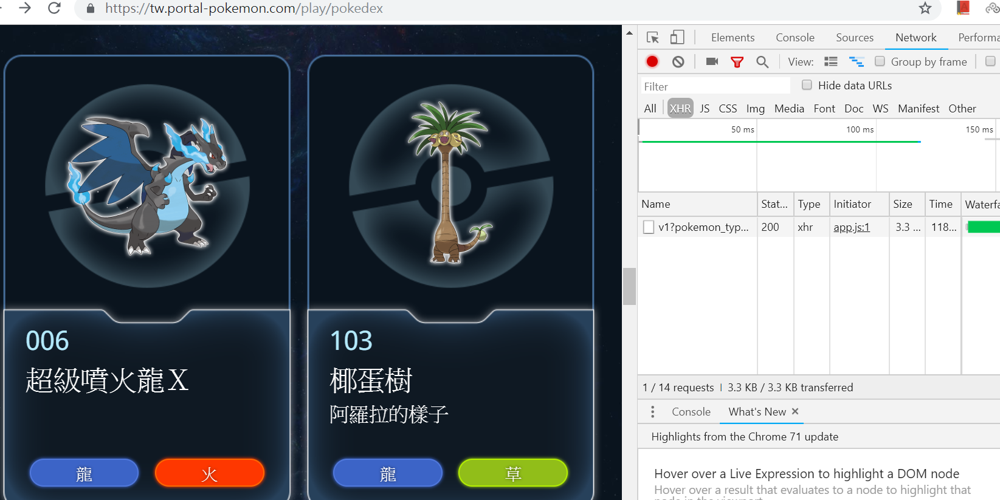 https://tw.portal-pokemon.com/play/pokedex
006
超級噴火龍X
龍
火
103
椰蛋樹
阿羅拉的樣子
龍
草
Elements Console Sources Network Performa
View: Group by frame
Filter Hide data URLs
All XHR JS CSS Img Media Font Doc WS Manifest Other
50 ms 100 ms 150 ms
Name Stat... Type Initiator Size Time Waterfa
v1?pokemon_typ... 200 xhr app.js:1 3.3 ... 118...
1 / 14 requests | 3.3 KB / 3.3 KB transferred
Console What's New ×
Highlights from the Chrome 71 update
Hover over a Live Expression to highlight a DOM node
Hover over a result that evaluates to a node to highlight that
node in the viewport